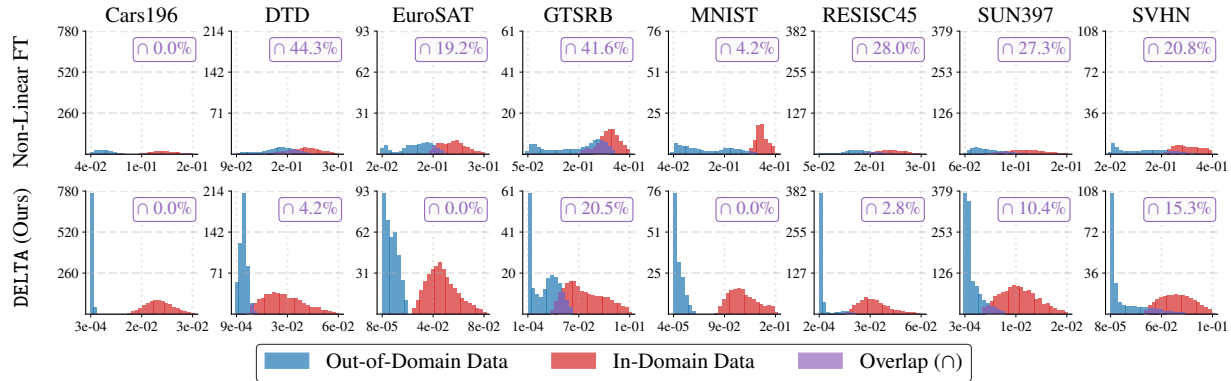 Cars196 DTD EuroSAT GTSRB MNIST RESISC45 SUN397 SVHN
Non-Linear FT
780 214 93 61 76 382 379 108
∩ 0.0% ∩ 44.3% ∩ 19.2% ∩ 41.6% ∩ 4.2% ∩ 28.0% ∩ 27.3% ∩ 20.8%
520 142 62 41 51 255 253 72
260 71 31 20 25 127 126 36
4e-02 1e-01 2e-01 9e-02 2e-01 3e-01 2e-02 2e-01 3e-01 5e-02 2e-01 4e-01 4e-02 2e-01 4e-01 5e-02 1e-01 2e-01 6e-02 1e-01 2e-01 2e-02 2e-01 4e-01
DELTA (Ours)
780 214 93 61 76 382 379 108
∩ 0.0% ∩ 4.2% ∩ 0.0% ∩ 20.5% ∩ 0.0% ∩ 2.8% ∩ 10.4% ∩ 15.3%
520 142 62 41 51 255 253 72
260 71 31 20 25 127 126 36
3e-04 2e-02 3e-02 9e-04 3e-02 6e-02 8e-05 4e-02 8e-02 1e-04 7e-02 1e-01 4e-05 9e-02 2e-01 2e-04 3e-02 6e-02 3e-04 1e-02 2e-02 8e-05 6e-02 1e-01
Out-of-Domain Data In-Domain Data Overlap (∩)